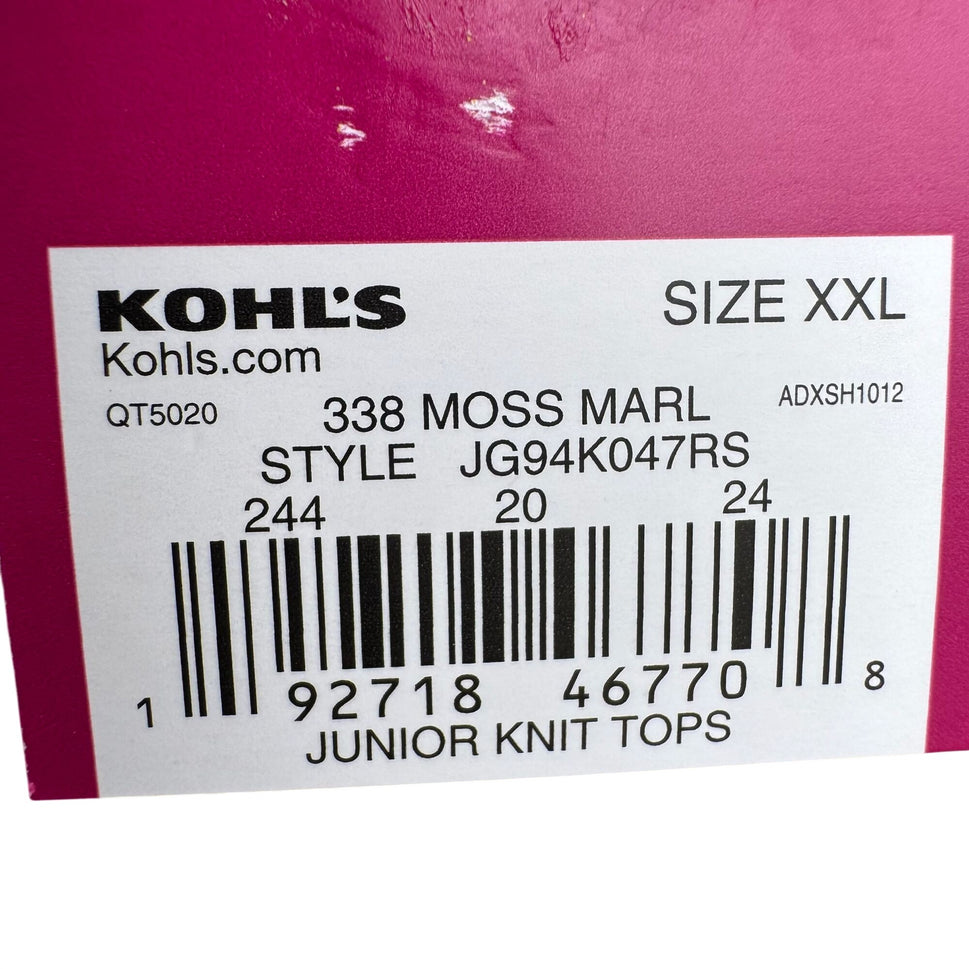 KOHL'S SIZE XXL
Kohls.com
QT5020 338 MOSS MARL ADXSH1012
STYLE JG94K047RS
244 20 24
1 92718 46770 8
JUNIOR KNIT TOPS